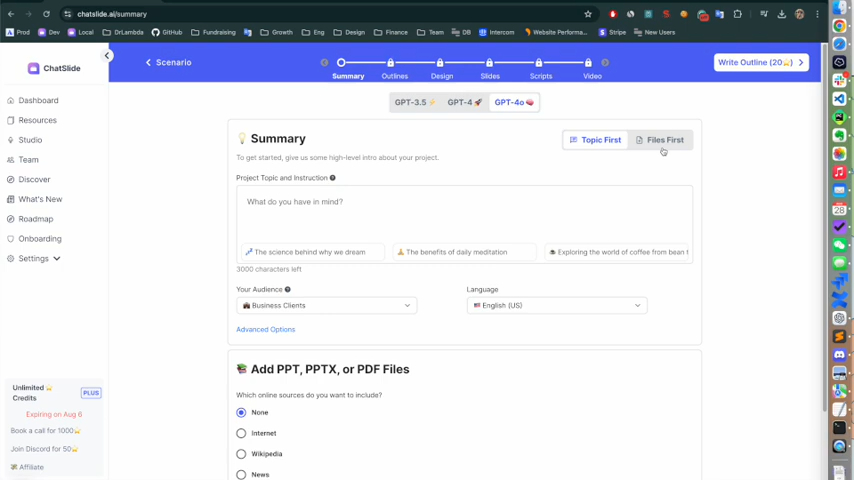 chatslide.ai/summary
Prod
Dev
Local
DrLambda
GitHub
Fundraising
Growth
Eng
Design
Finance
Team
DB
Intercom
Website Performa...
Stripe
New Users
ChatSlide
Dashboard
Resources
Studio
Team
Discover
What's New
Roadmap
Onboarding
Settings
Unlimited
Credits
PLUS
Expiring on Aug 6
Book a call for 1000
Join Discord for 50
Affiliate
Scenario
Summary
Outlines
Design
Slides
Scripts
Video
Write Outline (20)
GPT-3.5
GPT-4
GPT-4o
Summary
Topic First
Files First
To get started, give us some high-level intro about your project.
Project Topic and Instruction
What do you have in mind?
The science behind why we dream
The benefits of daily meditation
Exploring the world of coffee from bean t
3000 characters left
Your Audience
Language
Business Clients
English (US)
Advanced Options
Add PPT, PPTX, or PDF Files
Which online sources do you want to include?
None
Internet
Wikipedia
News
28